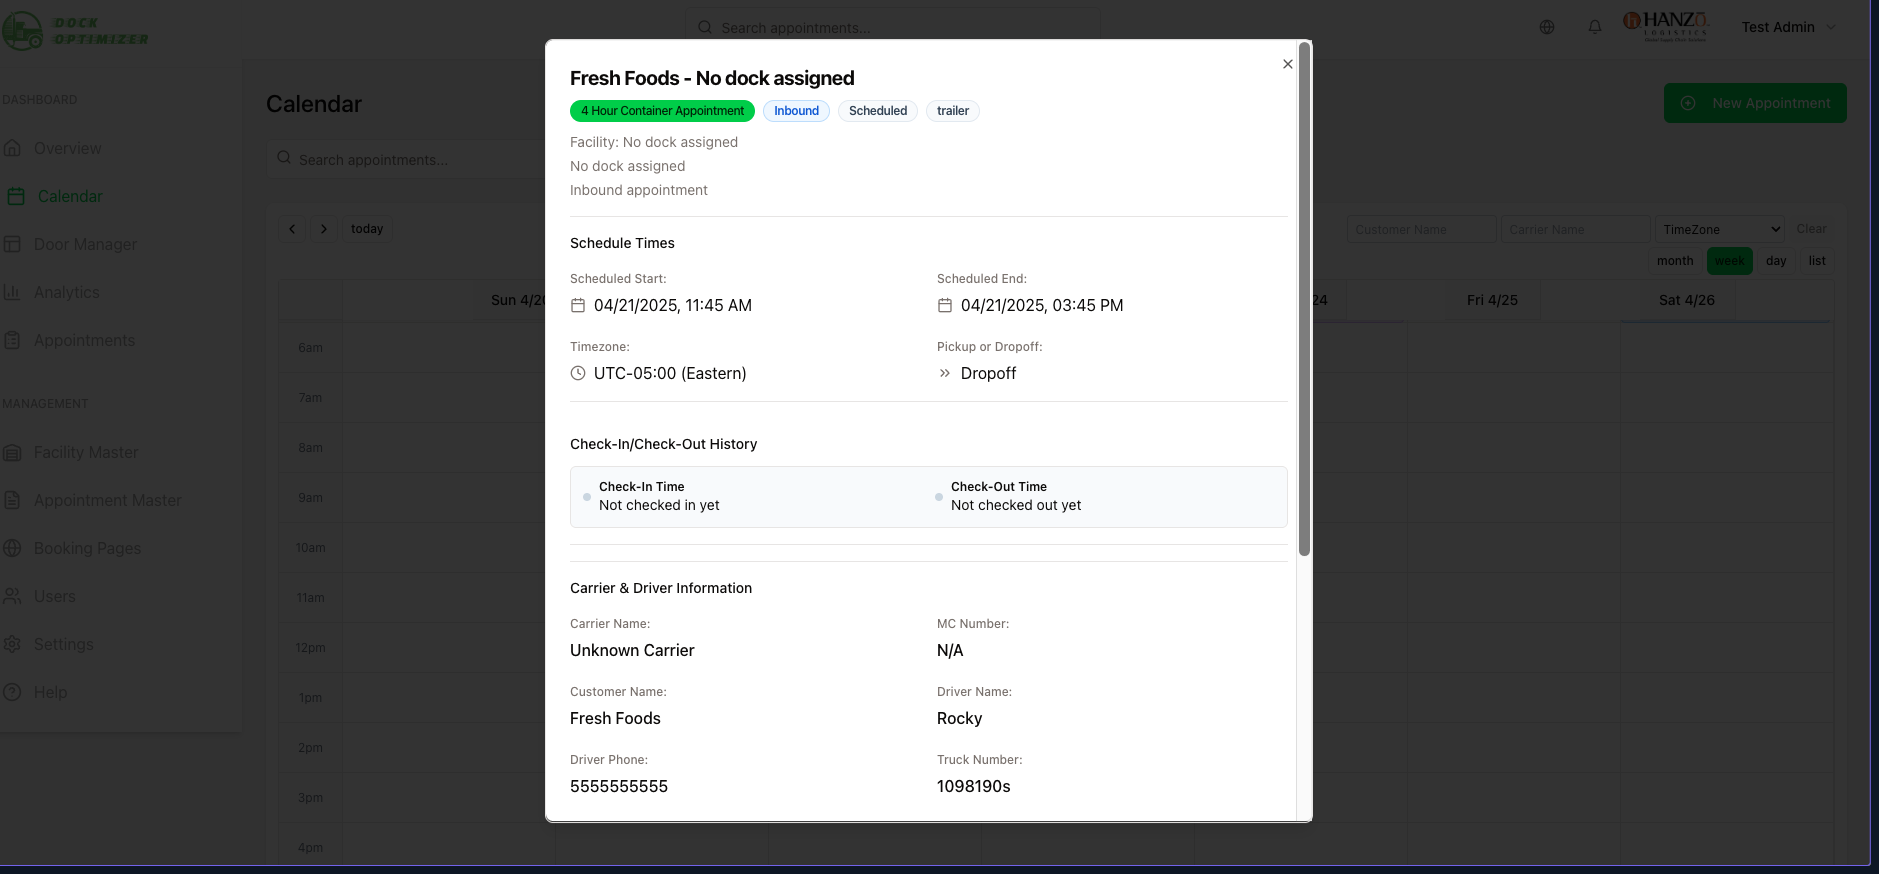 DOCK
OPTIMIZER
Search appointments...
HANZO
LOGISTICS
Test Admin
DASHBOARD
Overview
Calendar
Door Manager
Analytics
Appointments
MANAGEMENT
Facility Master
Appointment Master
Booking Pages
Users
Settings
Help
Calendar
New Appointment
Search appointments...
today
Customer Name
Carrier Name
TimeZone
Clear
month
week
day
list
Sun 4/20
24
Fri 4/25
Sat 4/26
6am
7am
8am
9am
10am
11am
12pm
1pm
2pm
3pm
4pm
Fresh Foods - No dock assigned
4 Hour Container Appointment Inbound Scheduled trailer
Facility: No dock assigned
No dock assigned
Inbound appointment
Schedule Times
Scheduled Start: Scheduled End:
04/21/2025, 11:45 AM 04/21/2025, 03:45 PM
Timezone: Pickup or Dropoff:
UTC-05:00 (Eastern) Dropoff
Check-In/Check-Out History
Check-In Time Check-Out Time
Not checked in yet Not checked out yet
Carrier & Driver Information
Carrier Name: MC Number:
Unknown Carrier N/A
Customer Name: Driver Name:
Fresh Foods Rocky
Driver Phone: Truck Number:
5555555555 1098190s